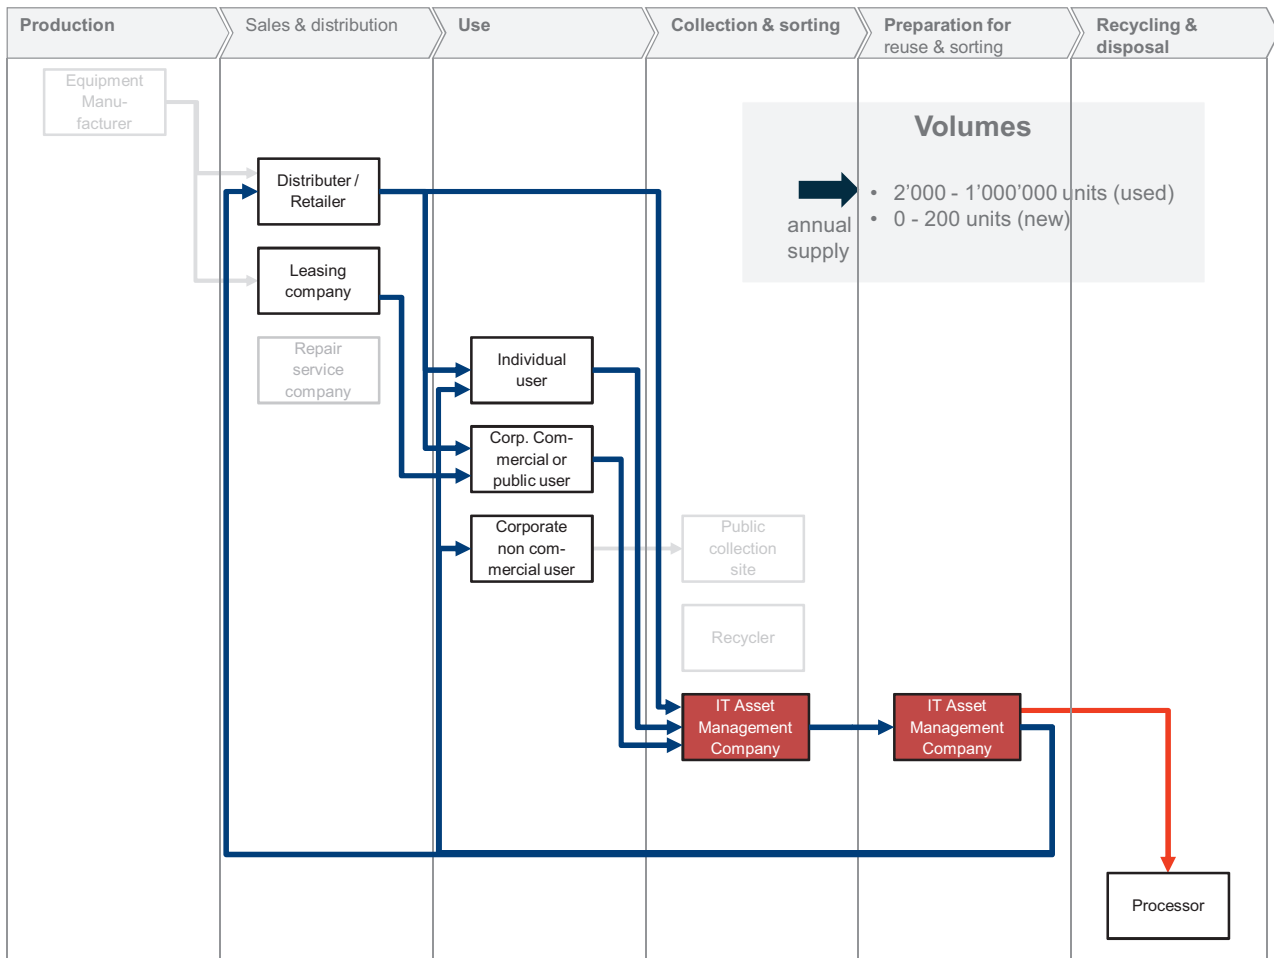 Production
Sales & distribution
Use
Collection & sorting
Preparation for
reuse & sorting
Recycling &
disposal
Equipment
Manu-
facturer
Volumes
annual
supply
• 2’000 - 1’000’000 units (used)
• 0 - 200 units (new)
Distributer /
Retailer
Leasing
company
Repair
service
company
Individual
user
Corp. Com-
mercial or
public user
Corporate
non com-
mercial user
Public
collection
site
Recycler
IT Asset
Management
Company
IT Asset
Management
Company
Processor